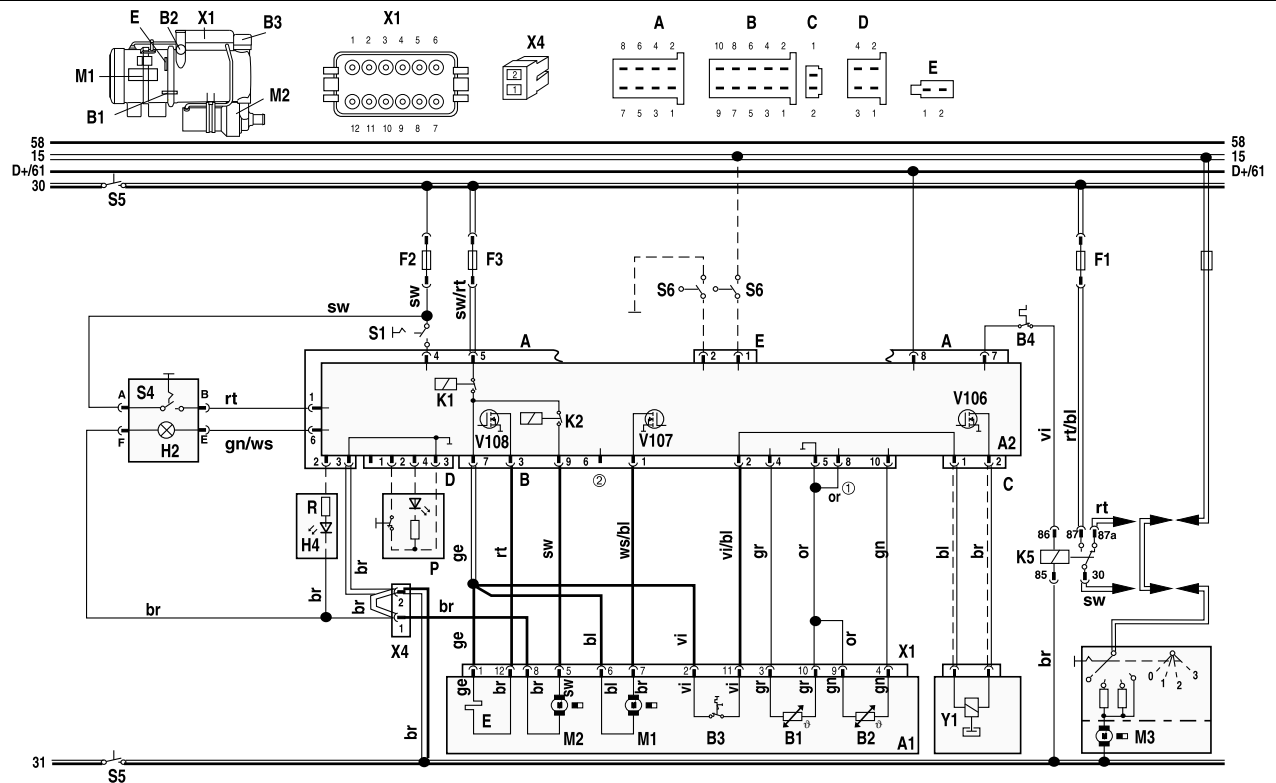 E B2 X1 B3
M1
B1
M2
X1
1 2 3 4 5 6
12 11 10 9 8 7
X4
2
1
A
8 6 4 2
7 5 3 1
B
10 8 6 4 2
9 7 5 3 1
C
1
2
D
4 2
3 1
E
1 2
58 58
15 15
D+/61 D+/61
30
S5
F2 F3 F1
S6 S6
sw sw/rt
sw
S1
B4
A E A
4 5 2 1 8 7
A S4 B rt 1
K1
K2
V108 V107 V106
vi rt/bl
F H2 E gn/ws 6
A2
2 3 1 2 4 3 D 7 3 B 9 6 1 2 4 5 8 10 1 2 C
②
or ①
R
H4
P
ge rt sw ws/bl vi/bl gr or gn bl br
rt
86 87 87a
K5
85 30
sw
br br
br br br
2
1
X4
ge bl vi or br
X1
1 12 8 5 6 7 2 11 3 10 9 4
ge br br sw bl br vi vi gr gr gn gn
E M2 M1 B3 B1 ϑ B2 ϑ A1
Y1
0 1 2 3
M3
br
31
S5